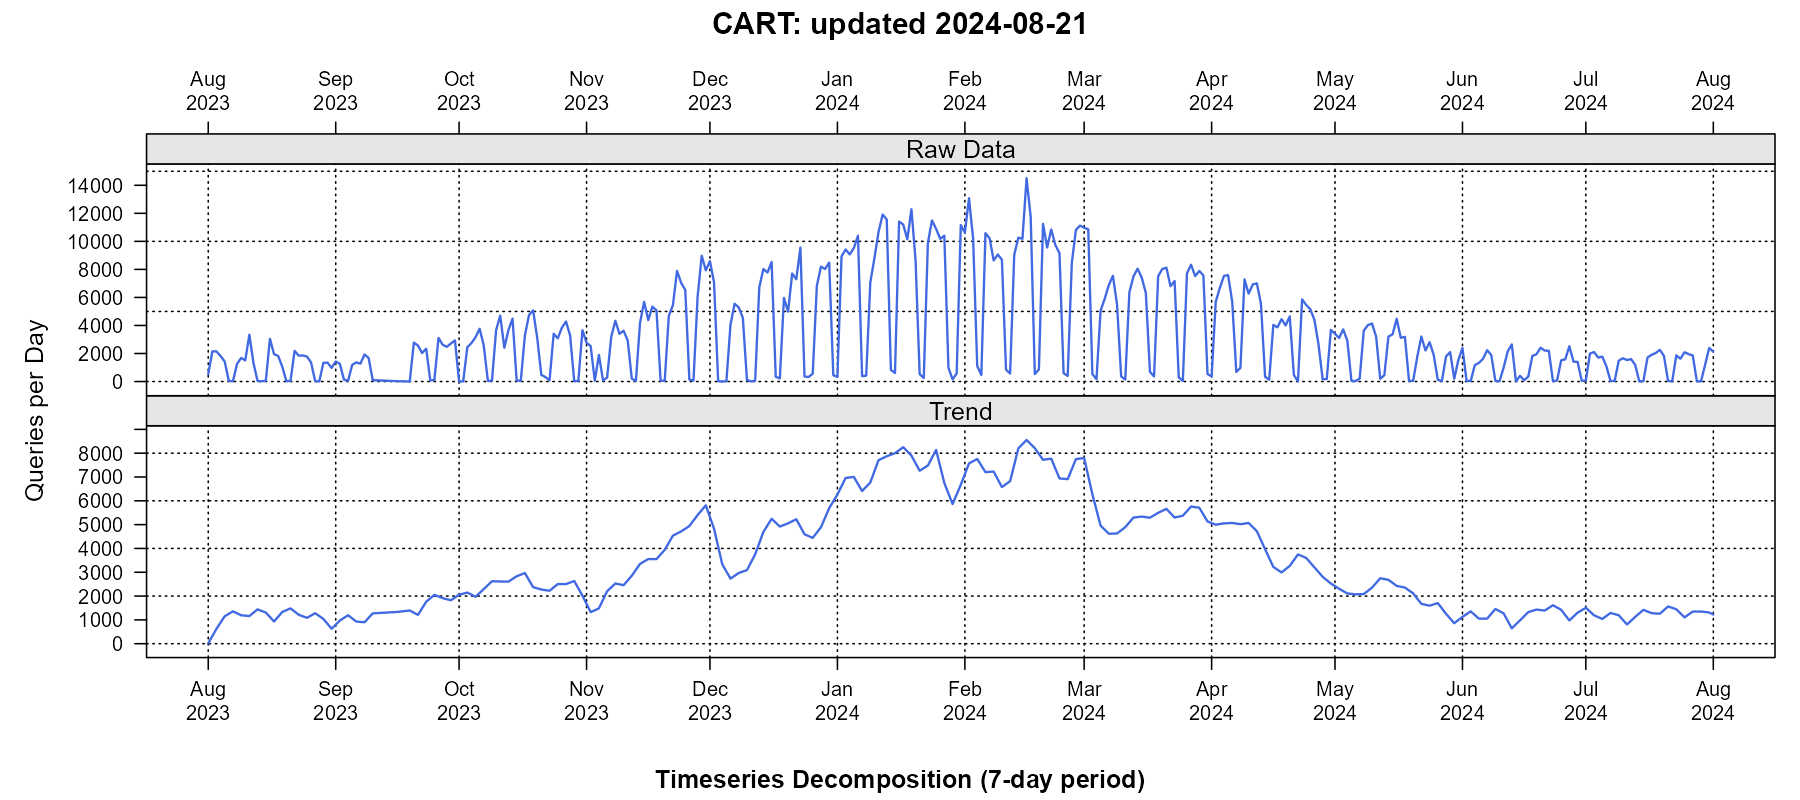 CART: updated 2024-08-21
Aug Sep Oct Nov Dec Jan Feb Mar Apr May Jun Jul Aug
2023 2023 2023 2023 2023 2024 2024 2024 2024 2024 2024 2024 2024
Raw Data
14000
12000
10000
8000
6000
4000
2000
0
Trend
8000
7000
6000
5000
4000
3000
2000
1000
0
Queries per Day
Aug Sep Oct Nov Dec Jan Feb Mar Apr May Jun Jul Aug
2023 2023 2023 2023 2023 2024 2024 2024 2024 2024 2024 2024 2024
Timeseries Decomposition (7-day period)